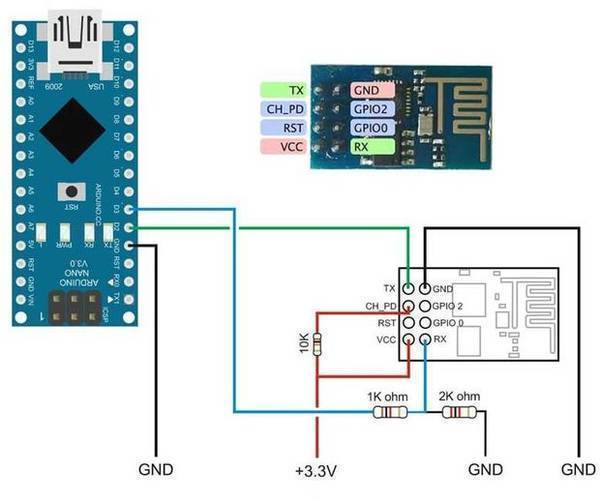 D13
3V3
REF
A0
A1
A2
A3
A4
A5
A6
A7
5V
RST
GND
VIN
USA
2009
D12
D11
D10
D9
D8
D7
D6
D5
D4
D3
D2
GND
RST
RX0
TX1
RST
ARDUINO.CC
L
PWR
RX
TX
ARDUINO
NANO
V3.0
ICSP
1
TX GND
CH_PD GPIO2
RST GPIO0
VCC RX
TX GND
CH_PD GPIO 2
RST GPIO 0
VCC RX
10K
1K ohm
2K ohm
GND
+3.3V
GND
GND